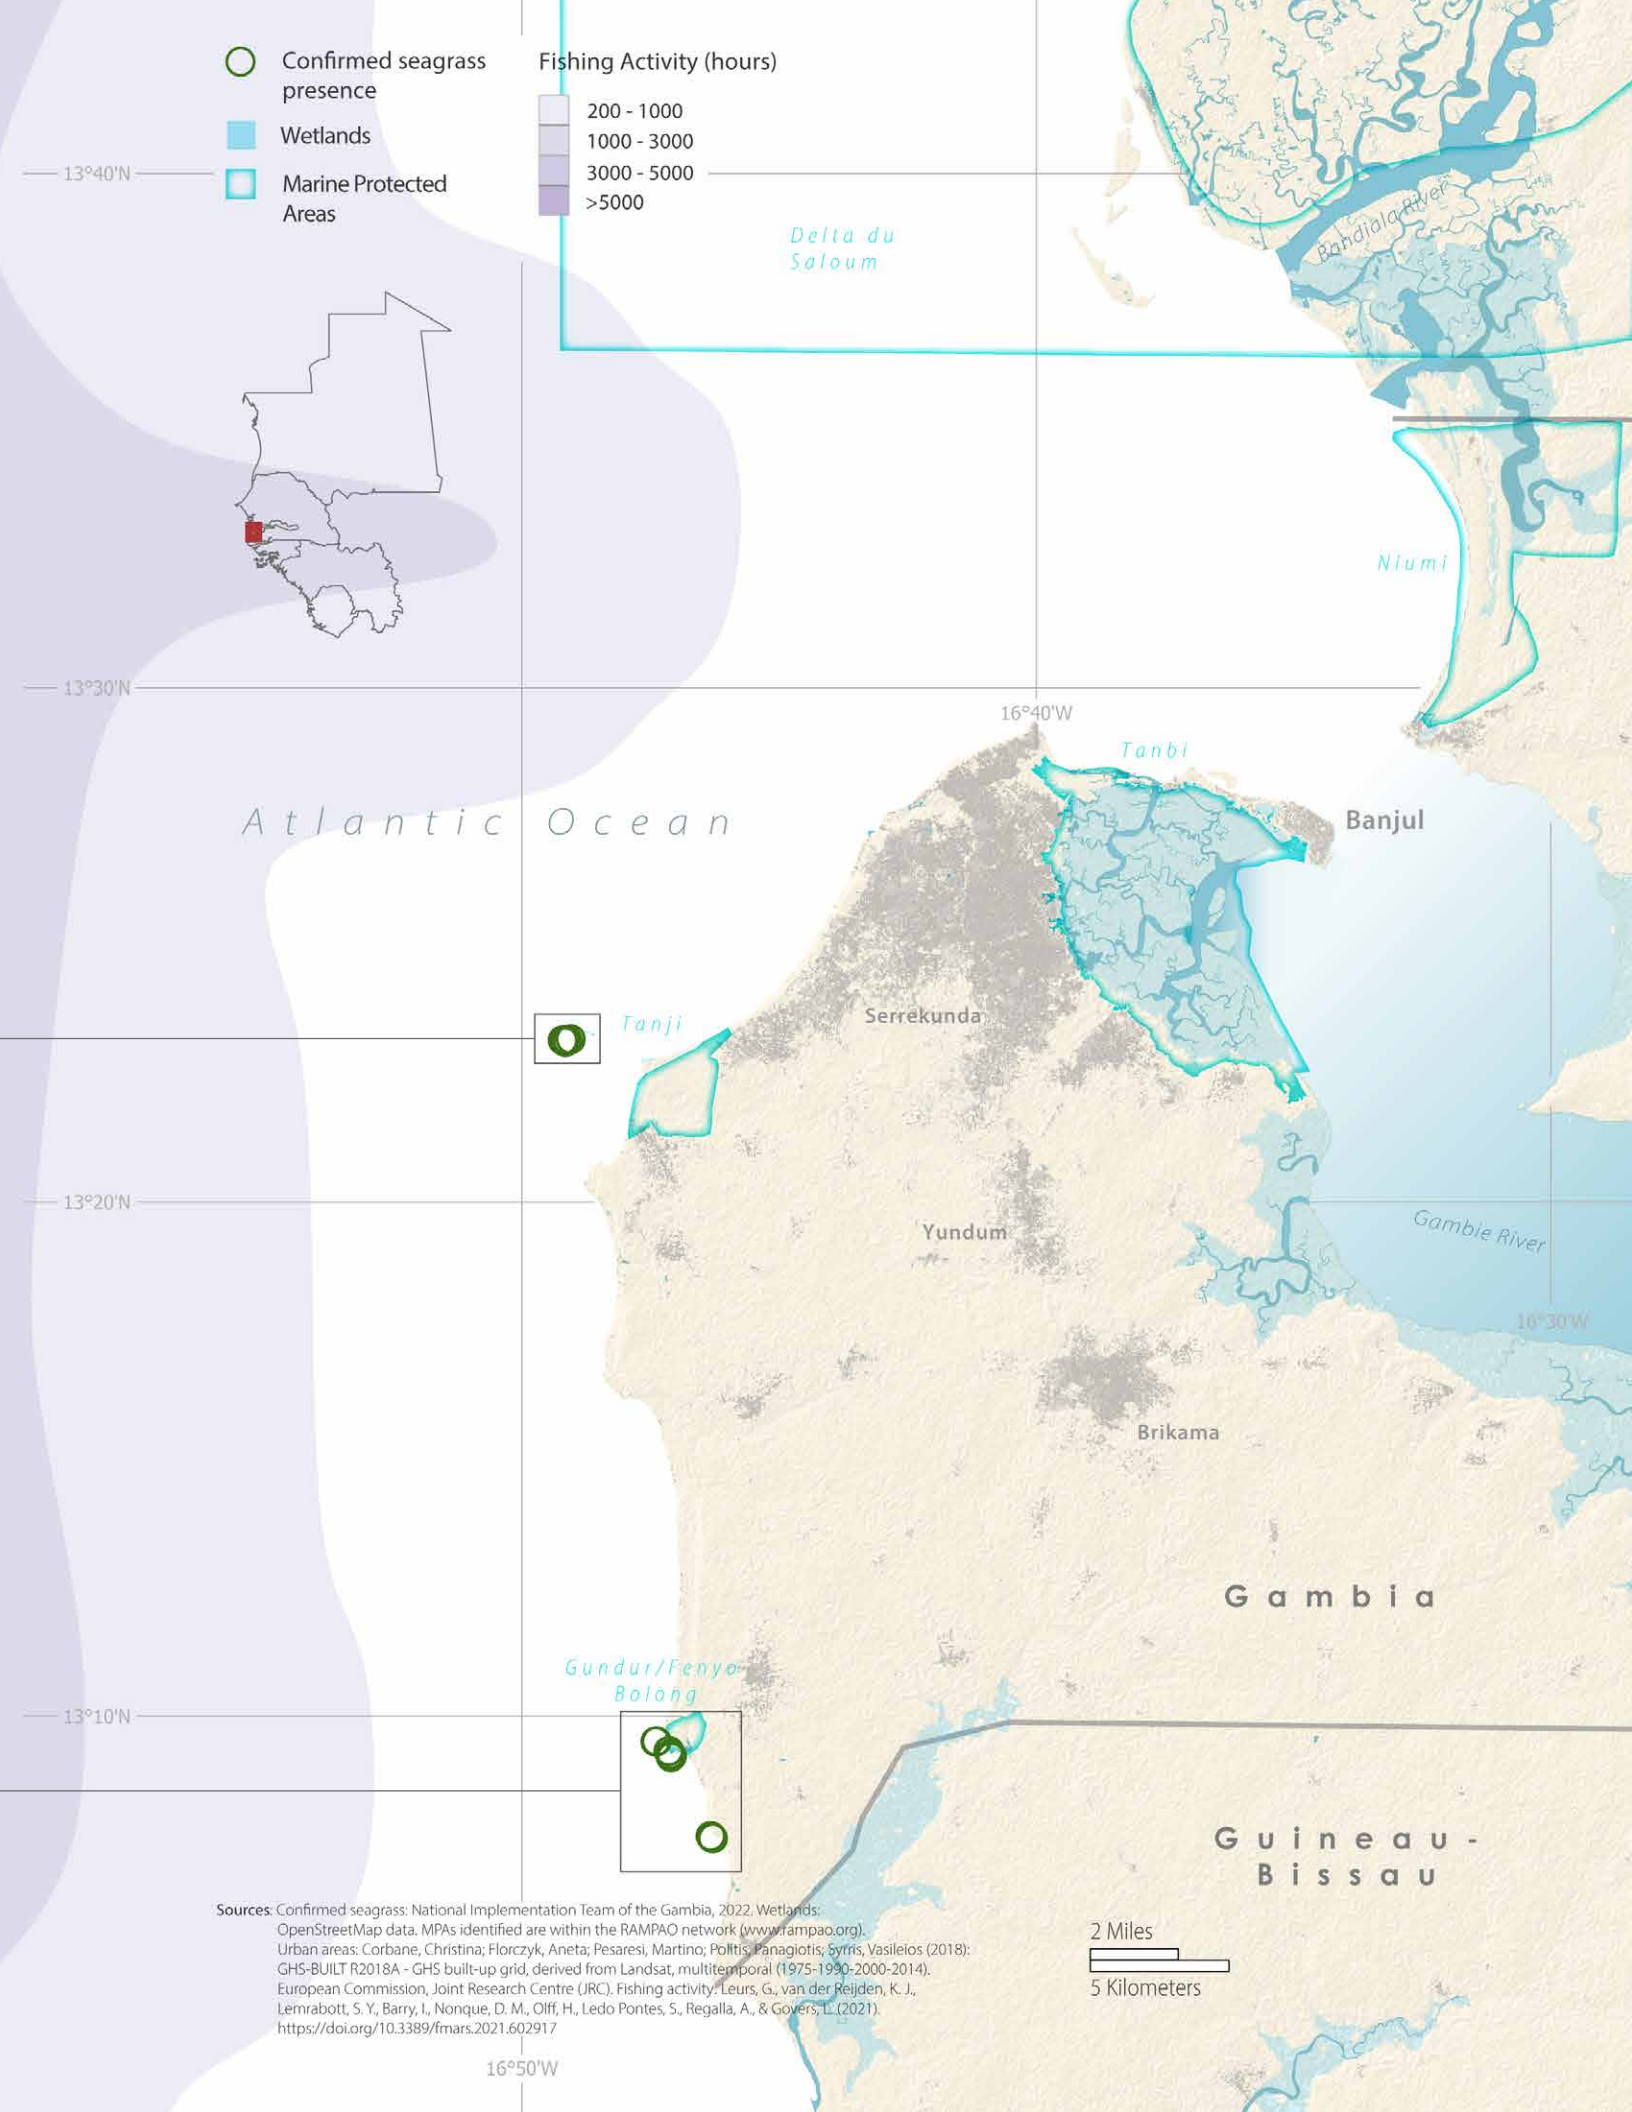 Confirmed seagrass
presence
Wetlands
Marine Protected
Areas
Fishing Activity (hours)
200 - 1000
1000 - 3000
3000 - 5000
>5000
13°40'N
Delta du
Saloum
Bandiala River
Niumi
13°30'N
16°40'W
Tanbi
Atlantic Ocean
Banjul
Tanji
Serrekunda
13°20'N
Yundum
Gambie River
16°30'W
Brikama
Gambia
Gundur/Fenyo
Bolong
13°10'N
Guineau-
Bissau
Sources: Confirmed seagrass: National Implementation Team of the Gambia, 2022. Wetlands:
OpenStreetMap data. MPAs identified are within the RAMPAO network (www.rampao.org).
Urban areas: Corbane, Christina; Florczyk, Aneta; Pesaresi, Martino; Politis, Panagiotis; Syrris, Vasileios (2018):
GHS-BUILT R2018A - GHS built-up grid, derived from Landsat, multitemporal (1975-1990-2000-2014).
European Commission, Joint Research Centre (JRC). Fishing activity: Leurs, G., van der Reijden, K. J.,
Lemrabott, S. Y., Barry, I., Nonque, D. M., Olff, H., Ledo Pontes, S., Regalla, A., & Govers, L. (2021).
https://doi.org/10.3389/fmars.2021.602917
2 Miles
5 Kilometers
16°50'W